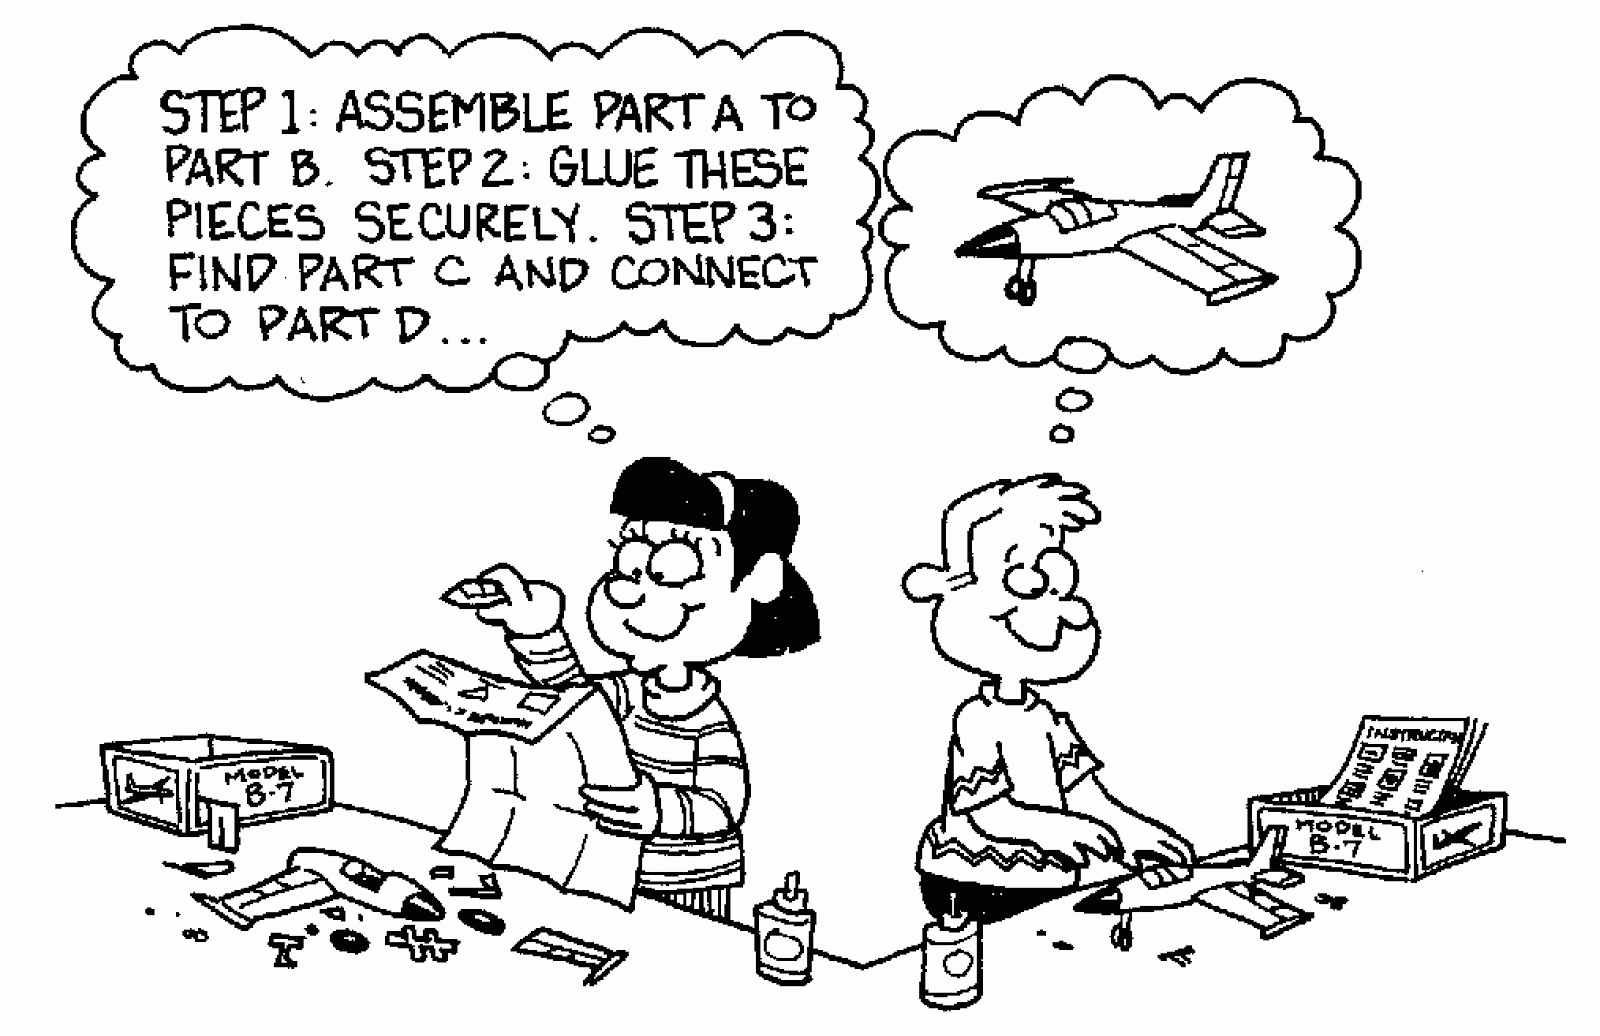 STEP 1: ASSEMBLE PART A TO
PART B. STEP 2: GLUE THESE
PIECES SECURELY. STEP 3:
FIND PART C AND CONNECT
TO PART D...
MODEL
B-7
MODEL
B-7